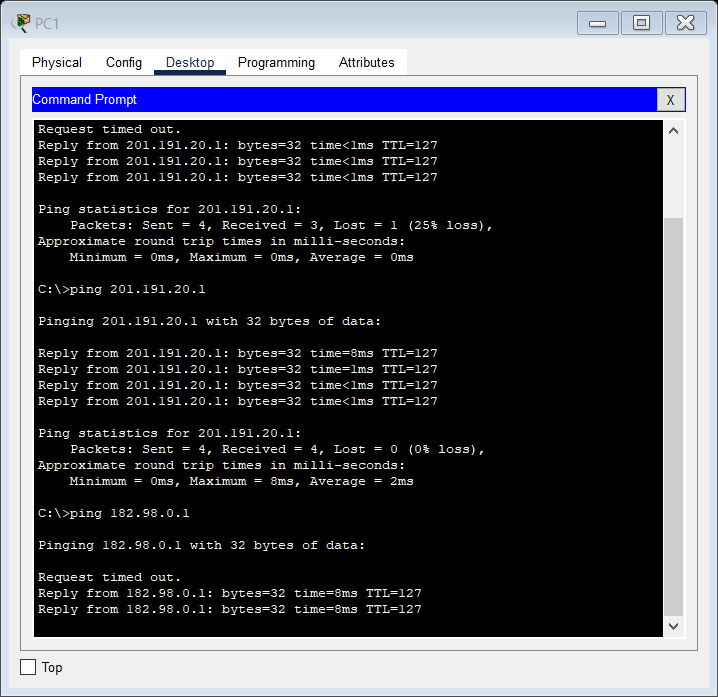 PC1
Physical Config Desktop Programming Attributes
Command Prompt X
Request timed out.
Reply from 201.191.20.1: bytes=32 time<1ms TTL=127
Reply from 201.191.20.1: bytes=32 time<1ms TTL=127
Reply from 201.191.20.1: bytes=32 time<1ms TTL=127
Ping statistics for 201.191.20.1:
Packets: Sent = 4, Received = 3, Lost = 1 (25% loss),
Approximate round trip times in milli-seconds:
Minimum = 0ms, Maximum = 0ms, Average = 0ms
C:\>ping 201.191.20.1
Pinging 201.191.20.1 with 32 bytes of data:
Reply from 201.191.20.1: bytes=32 time=8ms TTL=127
Reply from 201.191.20.1: bytes=32 time=1ms TTL=127
Reply from 201.191.20.1: bytes=32 time<1ms TTL=127
Reply from 201.191.20.1: bytes=32 time<1ms TTL=127
Ping statistics for 201.191.20.1:
Packets: Sent = 4, Received = 4, Lost = 0 (0% loss),
Approximate round trip times in milli-seconds:
Minimum = 0ms, Maximum = 8ms, Average = 2ms
C:\>ping 182.98.0.1
Pinging 182.98.0.1 with 32 bytes of data:
Request timed out.
Reply from 182.98.0.1: bytes=32 time=8ms TTL=127
Reply from 182.98.0.1: bytes=32 time=8ms TTL=127
Top